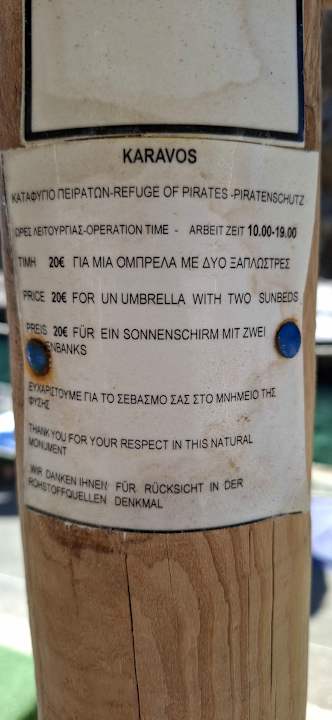 KARAVOS
ΚΑΤΑΦΥΓΙΟ ΠΕΙΡΑΤΩΝ-REFUGE OF PIRATES -PIRATENSCHUTZ
ΩΡΕΣ ΛΕΙΤΟΥΡΓΙΑΣ-OPERATION TIME - ARBEIT ZEIT 10.00-19.00
ΤΙΜΗ 20€ ΓΙΑ ΜΙΑ ΟΜΠΡΕΛΑ ΜΕ ΔΥΟ ΞΑΠΛΩΣΤΡΕΣ
PRICE 20€ FOR UN UMBRELLA WITH TWO SUNBEDS
PREIS 20€ FÜR EIN SONNENSCHIRM MIT ZWEI
ENBANKS
ΕΥΧΑΡΙΣΤΟΥΜΕ ΓΙΑ ΤΟ ΣΕΒΑΣΜΟ ΣΑΣ ΣΤΟ ΜΝΗΜΕΙΟ ΤΗΣ
ΦΥΣΗΣ
THANK YOU FOR YOUR RESPECT IN THIS NATURAL
MONUMENT
WIR DANKEN IHNEN FÜR RÜCKSICHT IN DER
ROHSTOFFQUELLEN DENKMAL